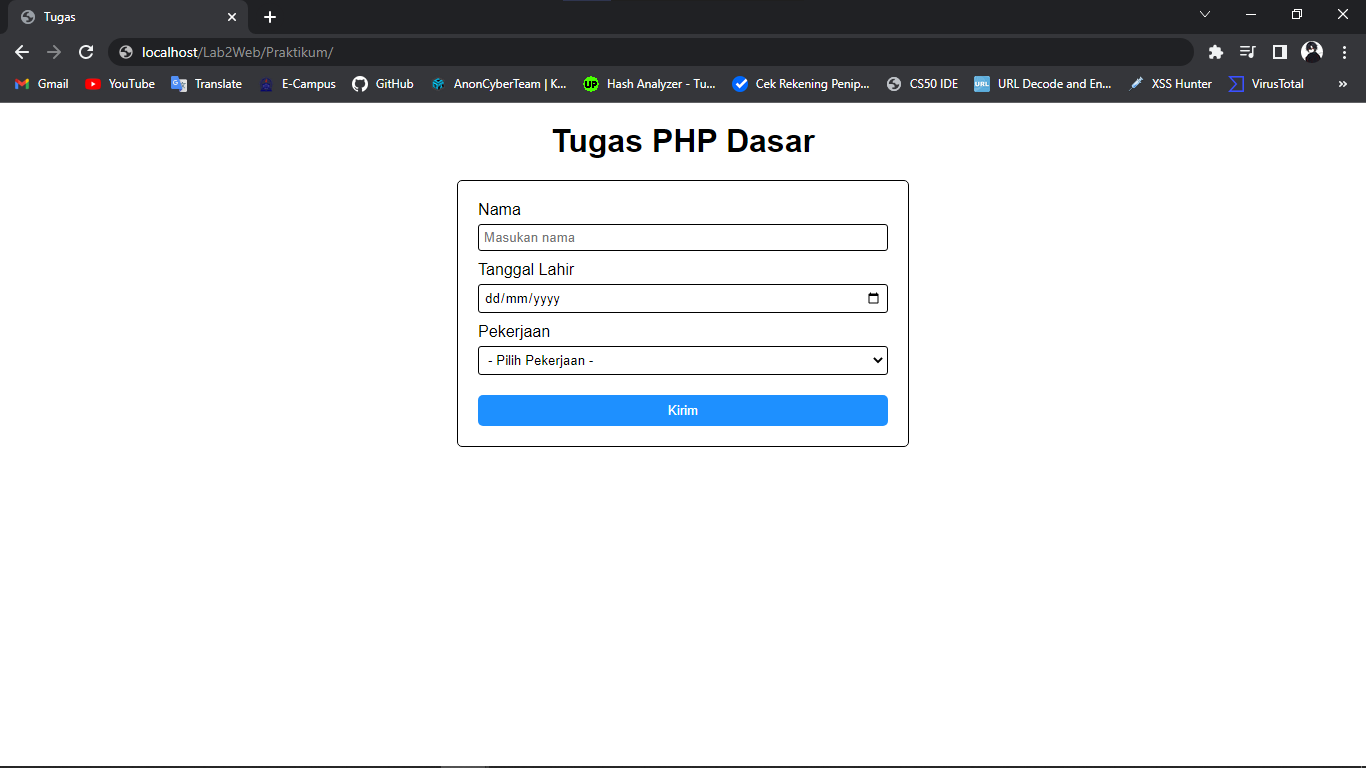 Tugas
localhost/Lab2Web/Praktikum/
Gmail YouTube Translate E-Campus GitHub AnonCyberTeam | K... Hash Analyzer - Tu... Cek Rekening Penip... CS50 IDE URL Decode and En... XSS Hunter VirusTotal »
Tugas PHP Dasar
Nama
Masukan nama
Tanggal Lahir
dd/mm/yyyy
Pekerjaan
- Pilih Pekerjaan -
Kirim